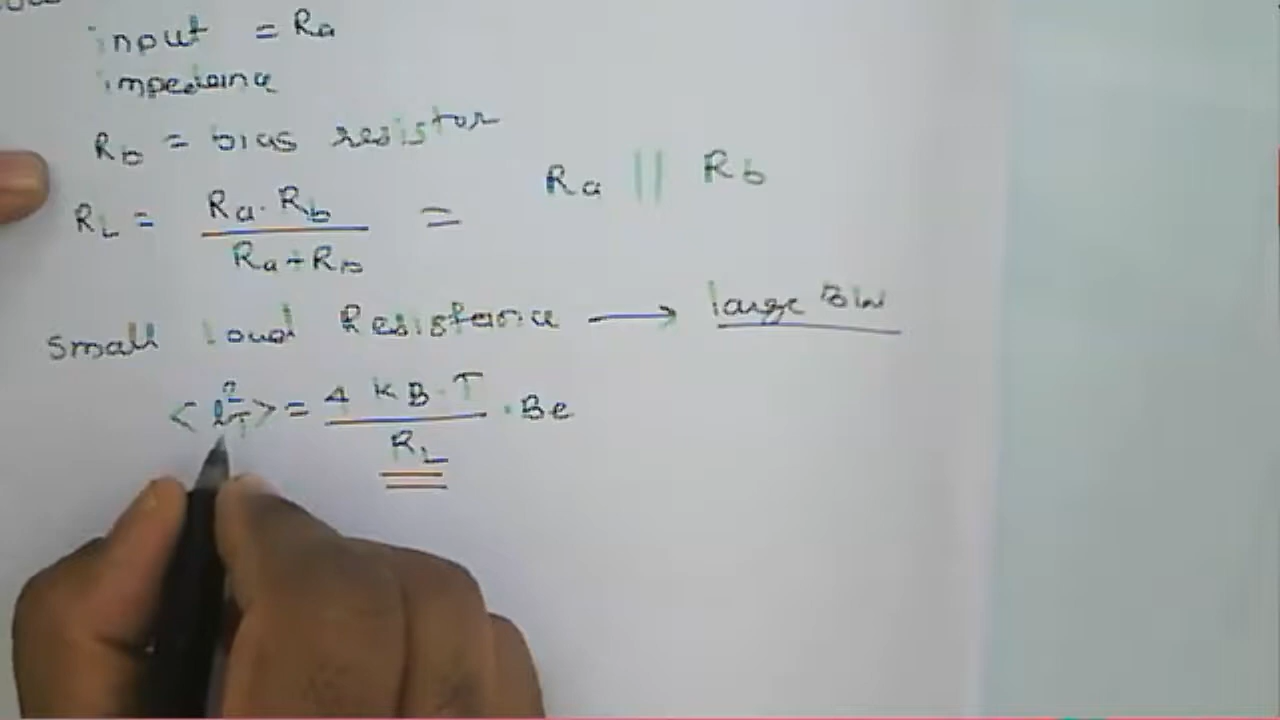 input = Ra
impedance
Rb = bias resistor
RL = Ra.Rb / Ra+Rb = Ra || Rb
small load Resistance → large BW
<i²T> = 4 KB.T / RL . Be